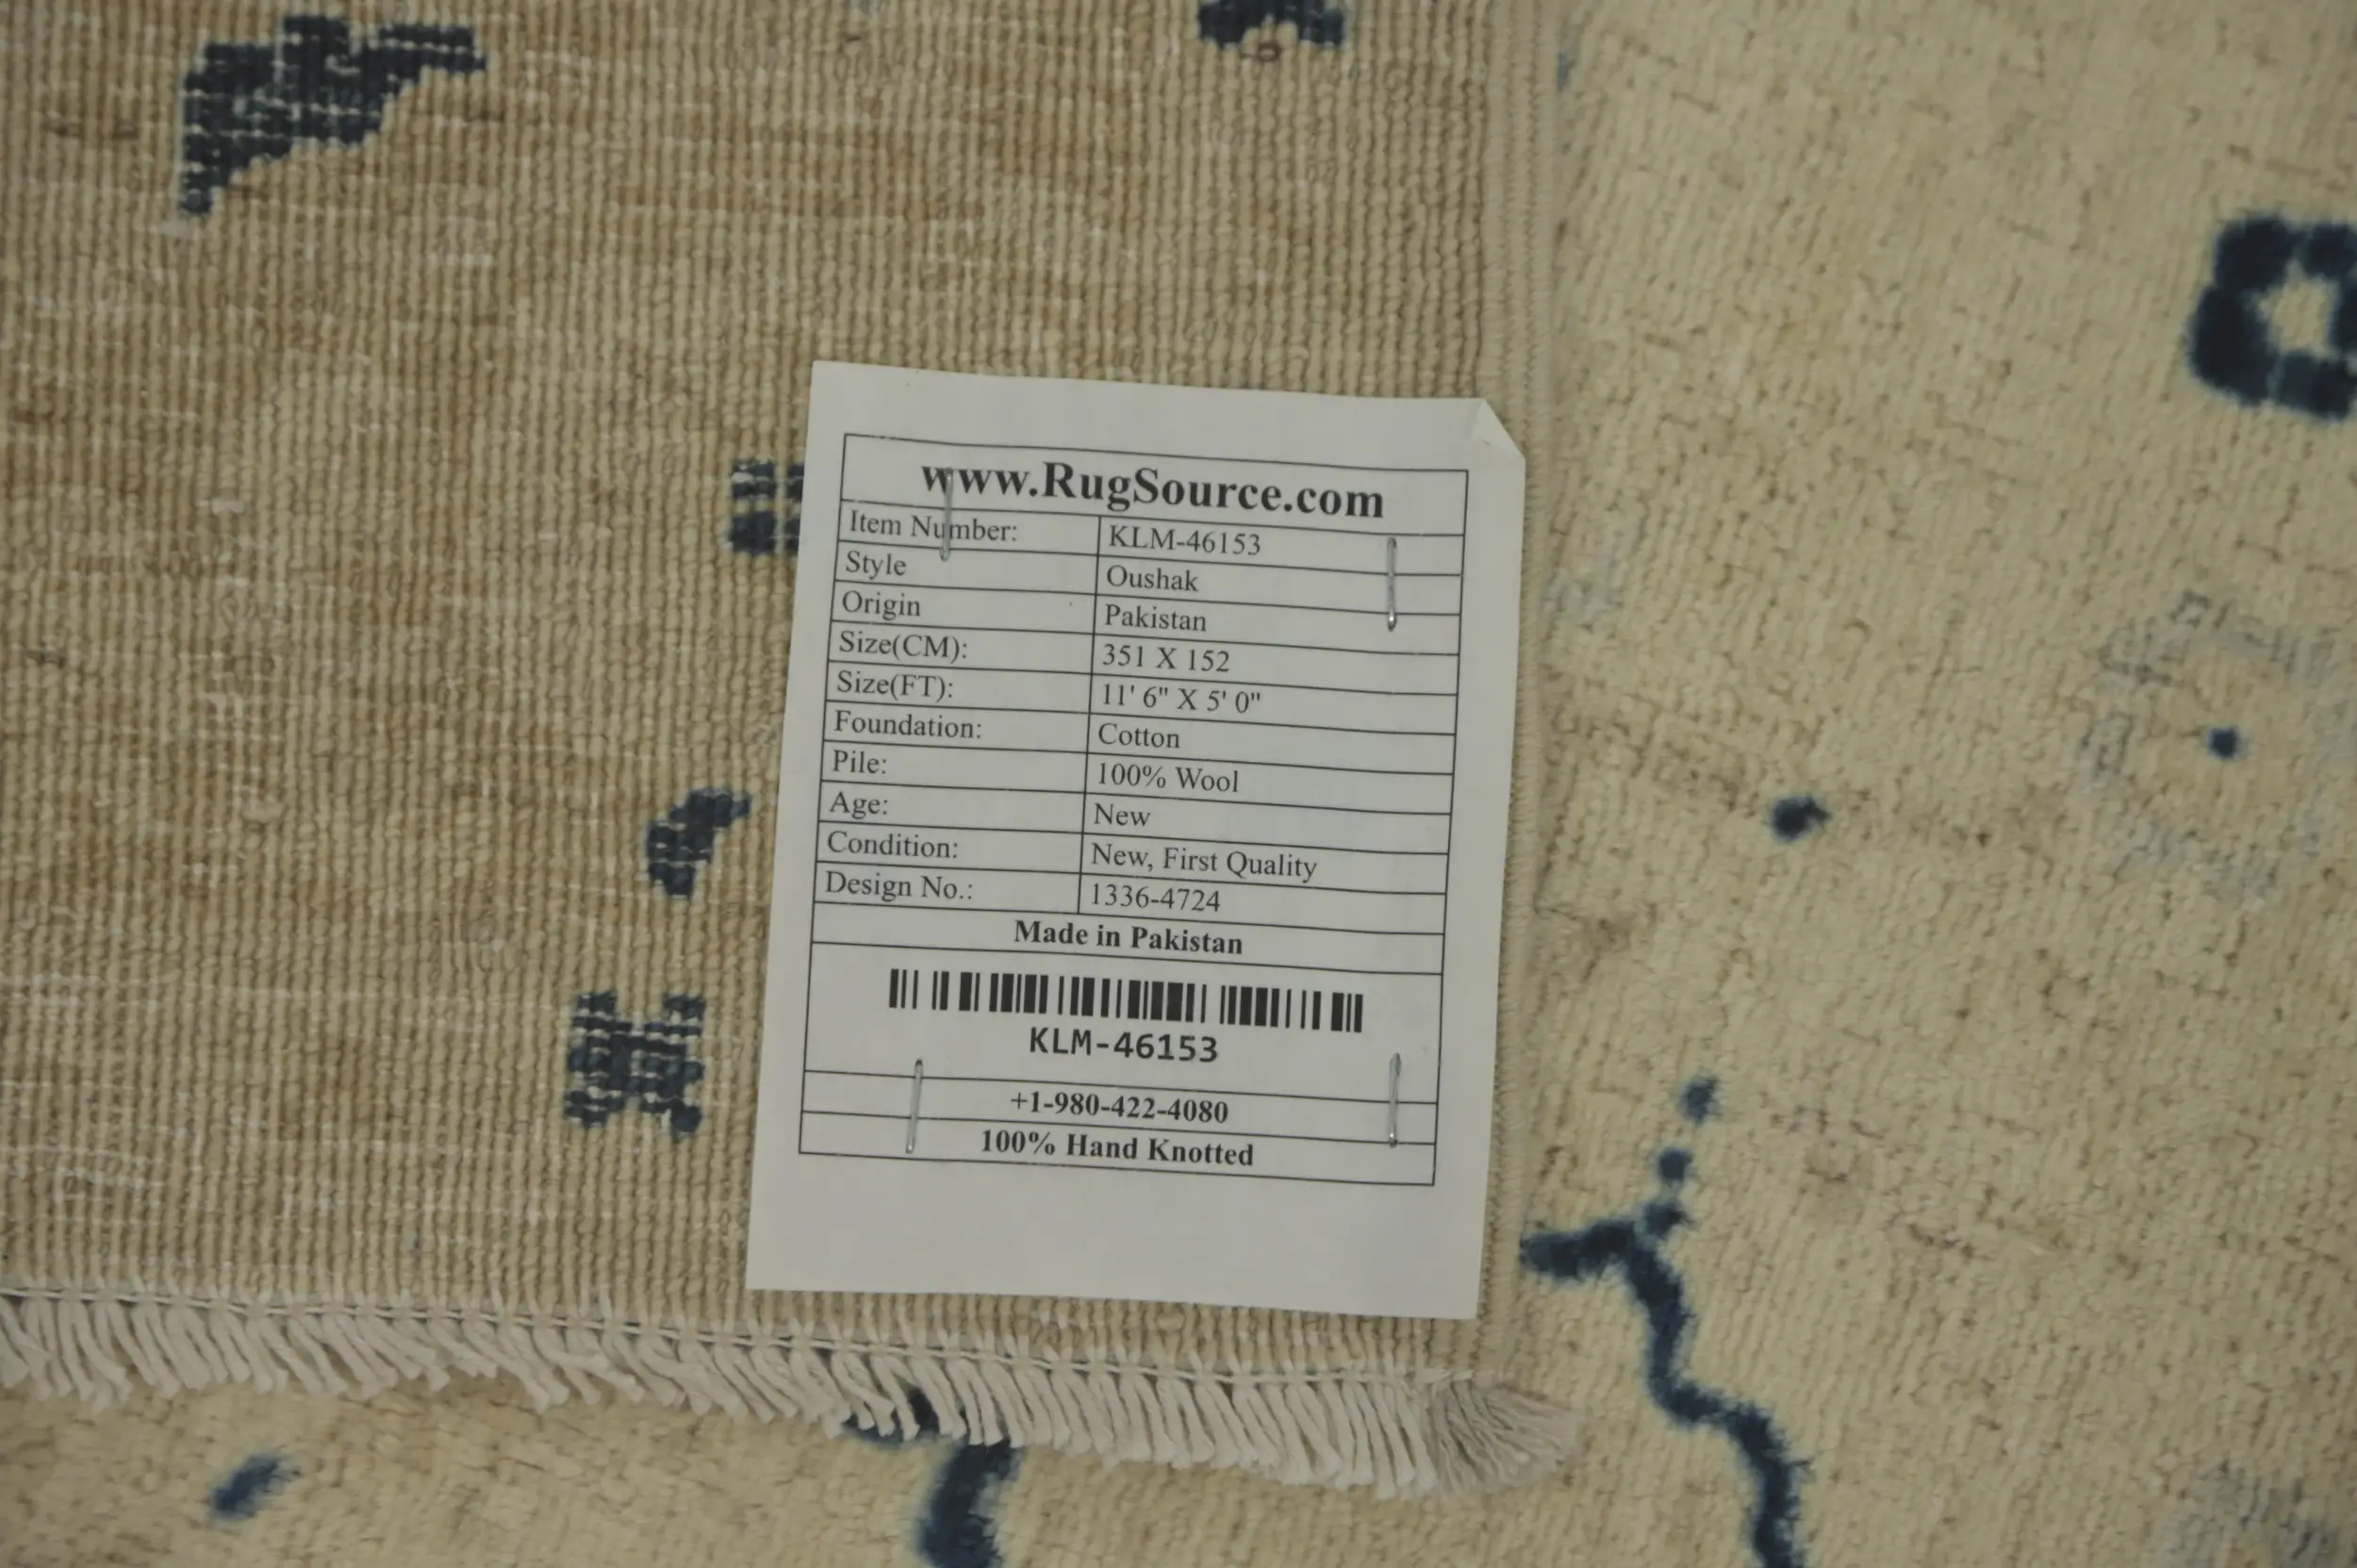 www.RugSource.com
Item Number: KLM-46153
Style Oushak
Origin Pakistan
Size(CM): 351 X 152
Size(FT): 11' 6" X 5' 0"
Foundation: Cotton
Pile: 100% Wool
Age: New
Condition: New, First Quality
Design No.: 1336-4724
Made in Pakistan
KLM-46153
+1-980-422-4080
100% Hand Knotted